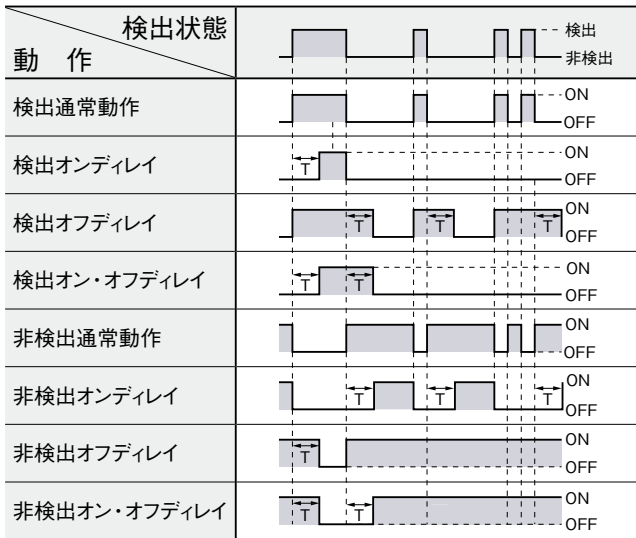 検出状態
動　作
検出
非検出
検出通常動作
ON
OFF
検出オンディレイ
T
ON
OFF
検出オフディレイ
T
T
T
ON
OFF
検出オン・オフディレイ
T
T
ON
OFF
非検出通常動作
ON
OFF
非検出オンディレイ
T
T
T
ON
OFF
非検出オフディレイ
T
ON
OFF
非検出オン・オフディレイ
T
T
ON
OFF